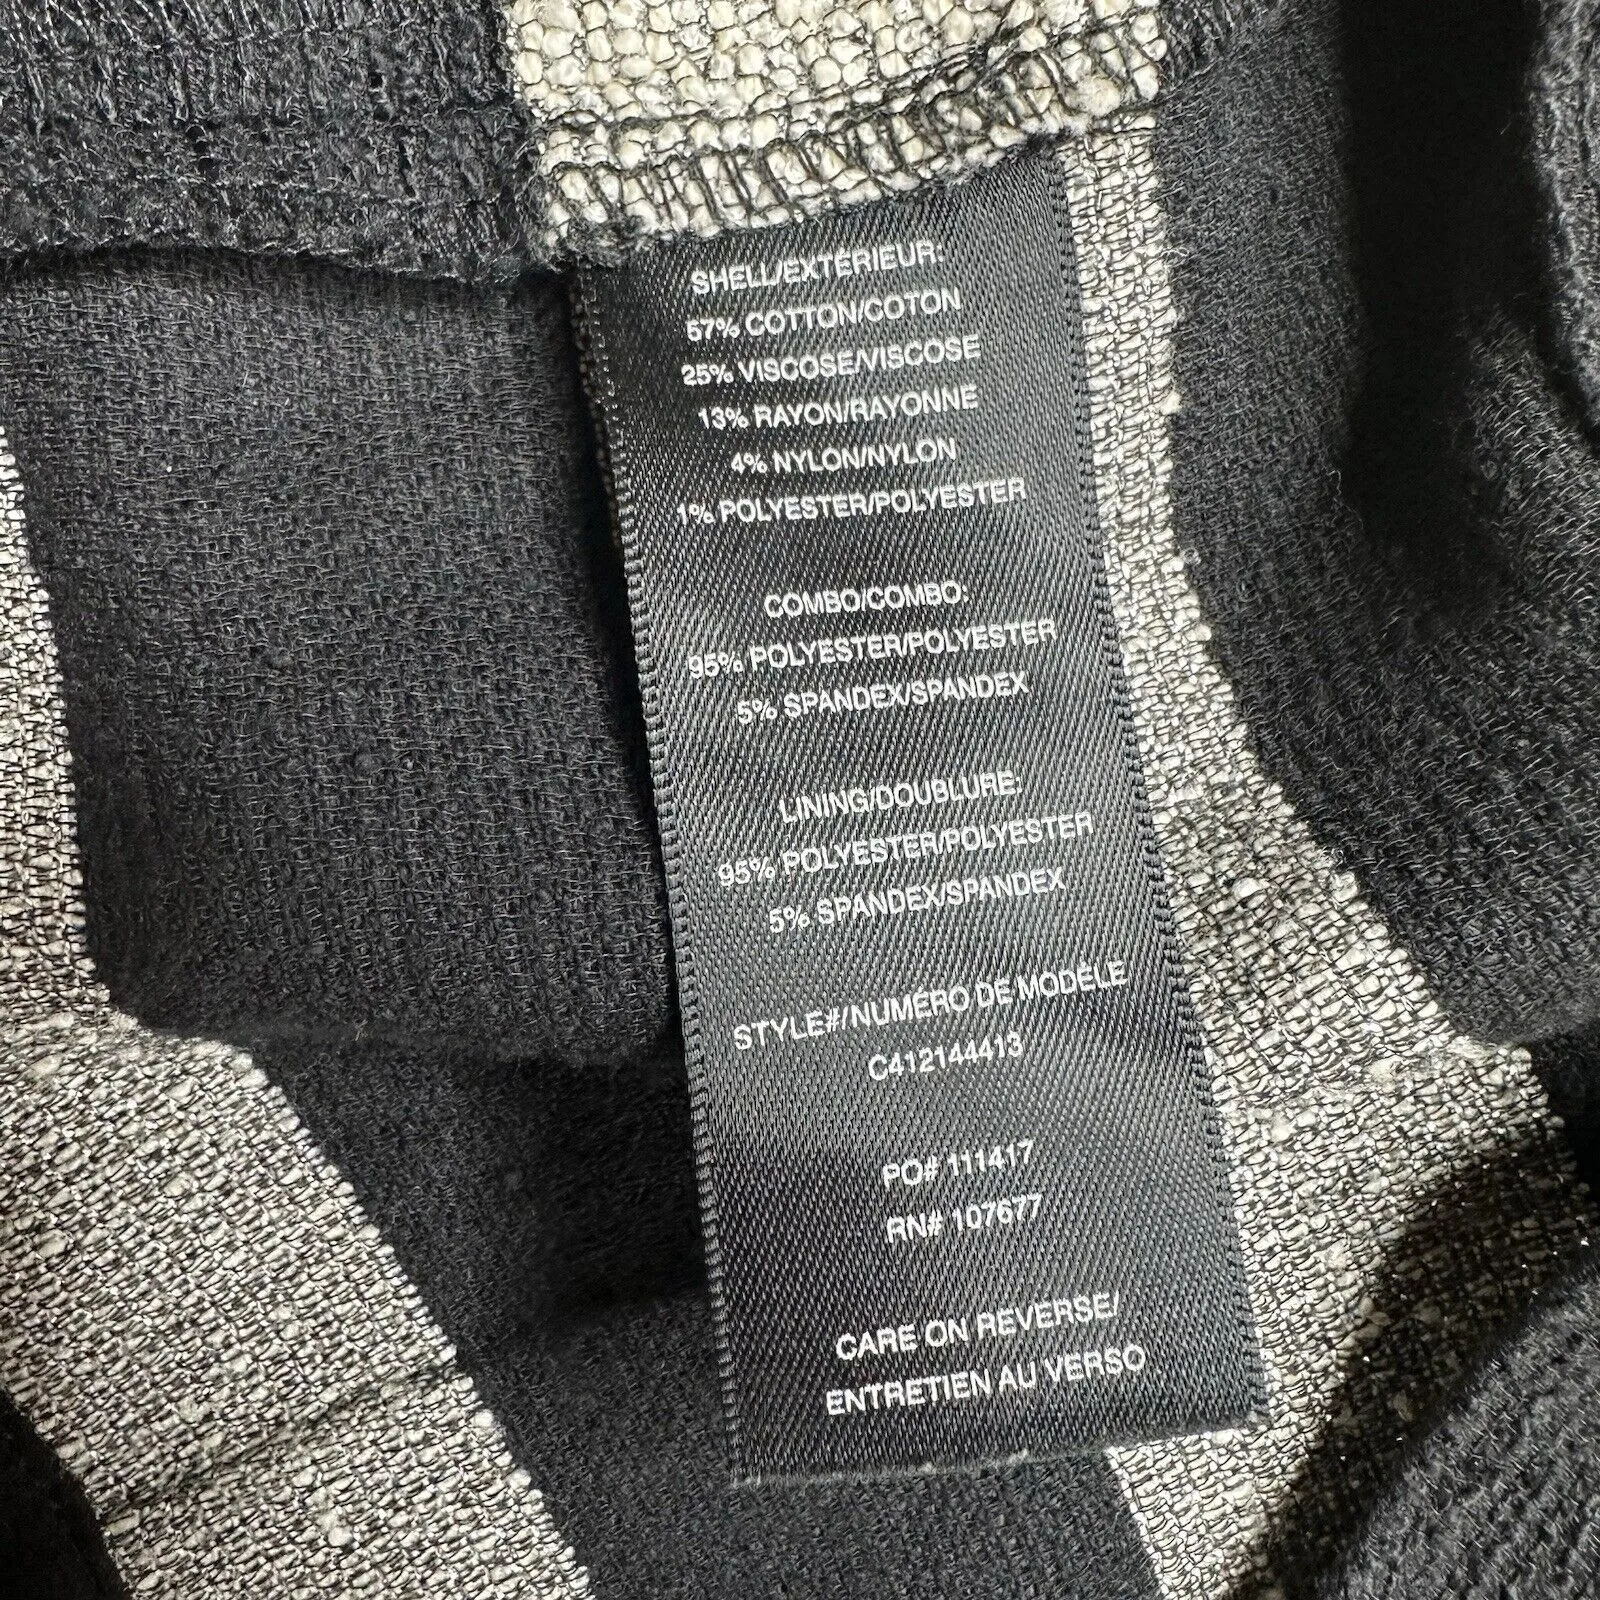 SHELL/EXTÉRIEUR:
57% COTTON/COTON
25% VISCOSE/VISCOSE
13% RAYON/RAYONNE
4% NYLON/NYLON
1% POLYESTER/POLYESTER
COMBO/COMBO:
95% POLYESTER/POLYESTER
5% SPANDEX/SPANDEX
LINING/DOUBLURE:
95% POLYESTER/POLYESTER
5% SPANDEX/SPANDEX
STYLE#/NUMÉRO DE MODÈLE
C412144413
PO# 111417
RN# 107677
CARE ON REVERSE/
ENTRETIEN AU VERSO